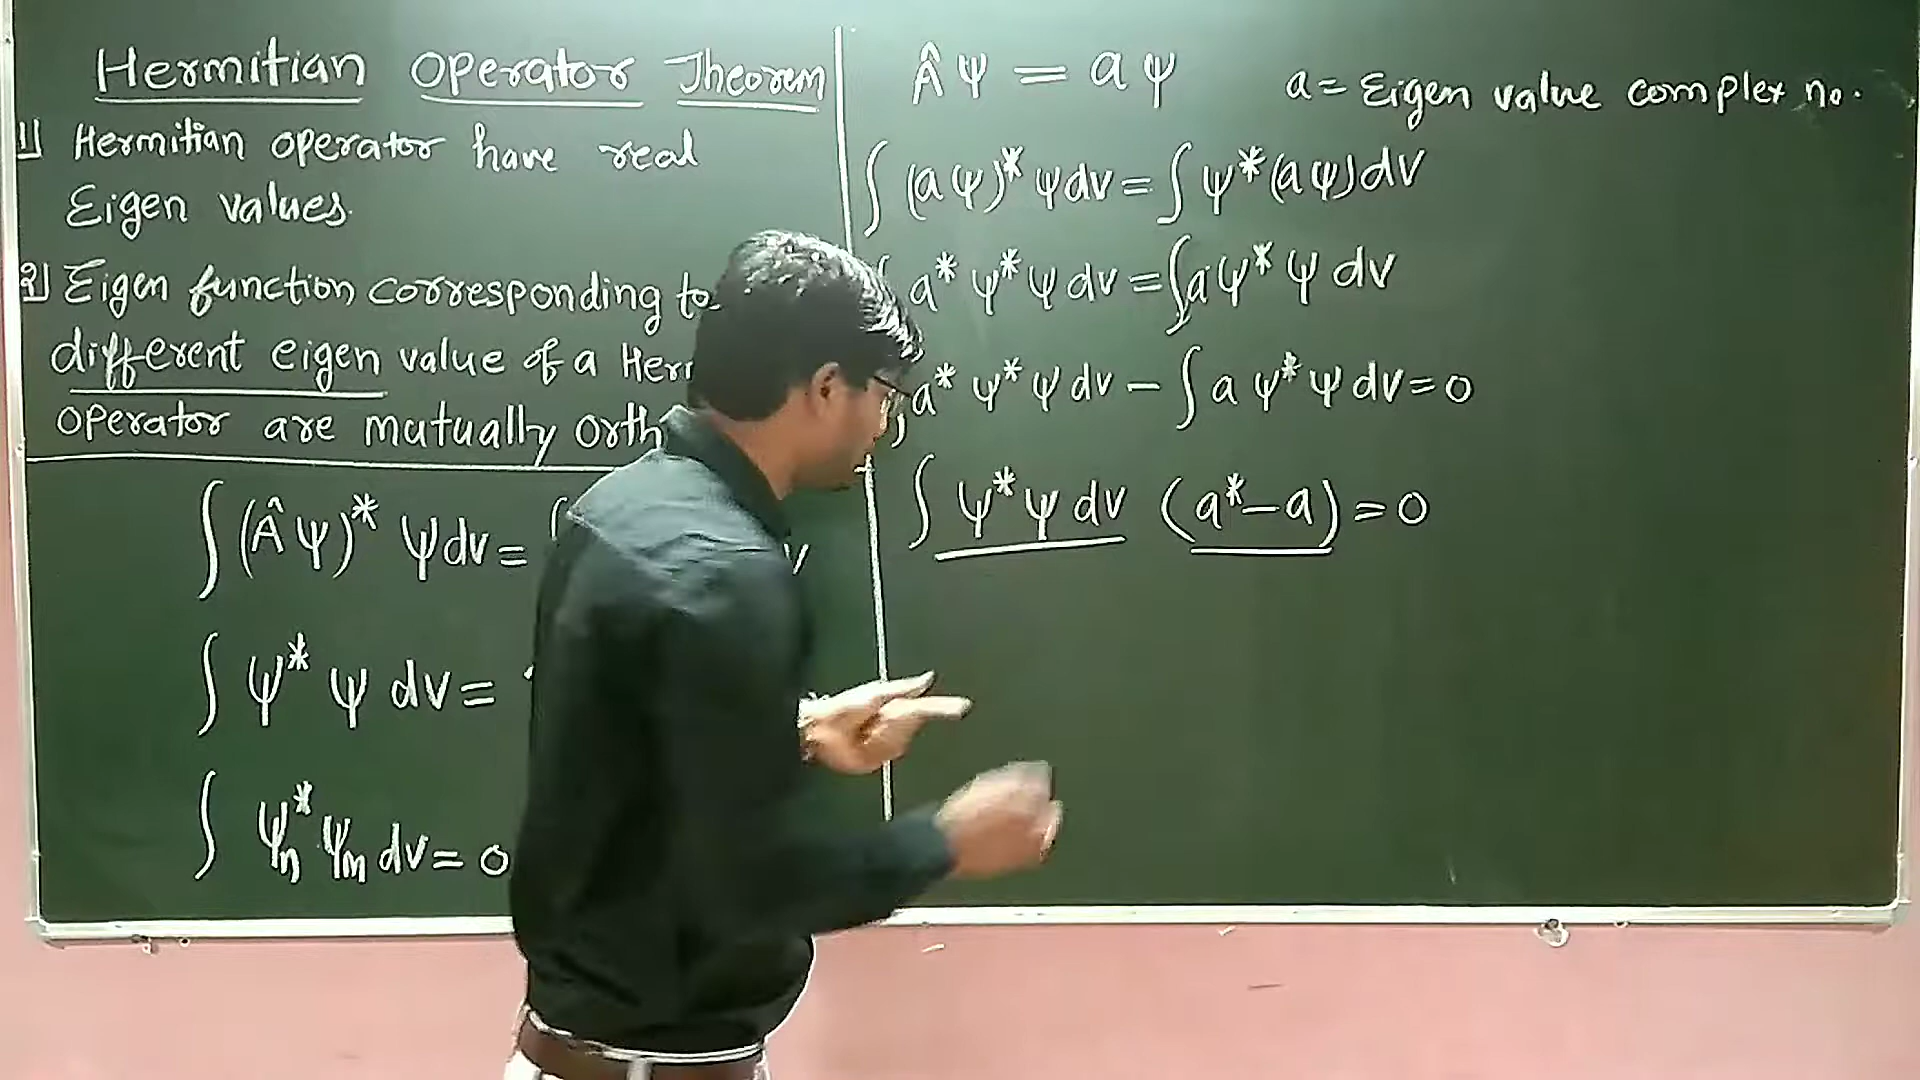 Hermitian Operator Theorem
1] Hermitian operator have real
Eigen values.
2] Eigen function corresponding to
different eigen value of a
operator are mutually
∫(Âψ)* ψdv =
∫ ψ* ψ dv =
∫ ψn* ψm dv = 0
Âψ = aψ    a = Eigen value complex no.
∫(aψ)* ψdv = ∫ψ*(aψ)dv
a* ψ* ψ dv = ∫aψ* ψ dv
a* ψ* ψ dv - ∫ a ψ* ψ dv = 0
∫ ψ* ψ dv (a* - a) = 0